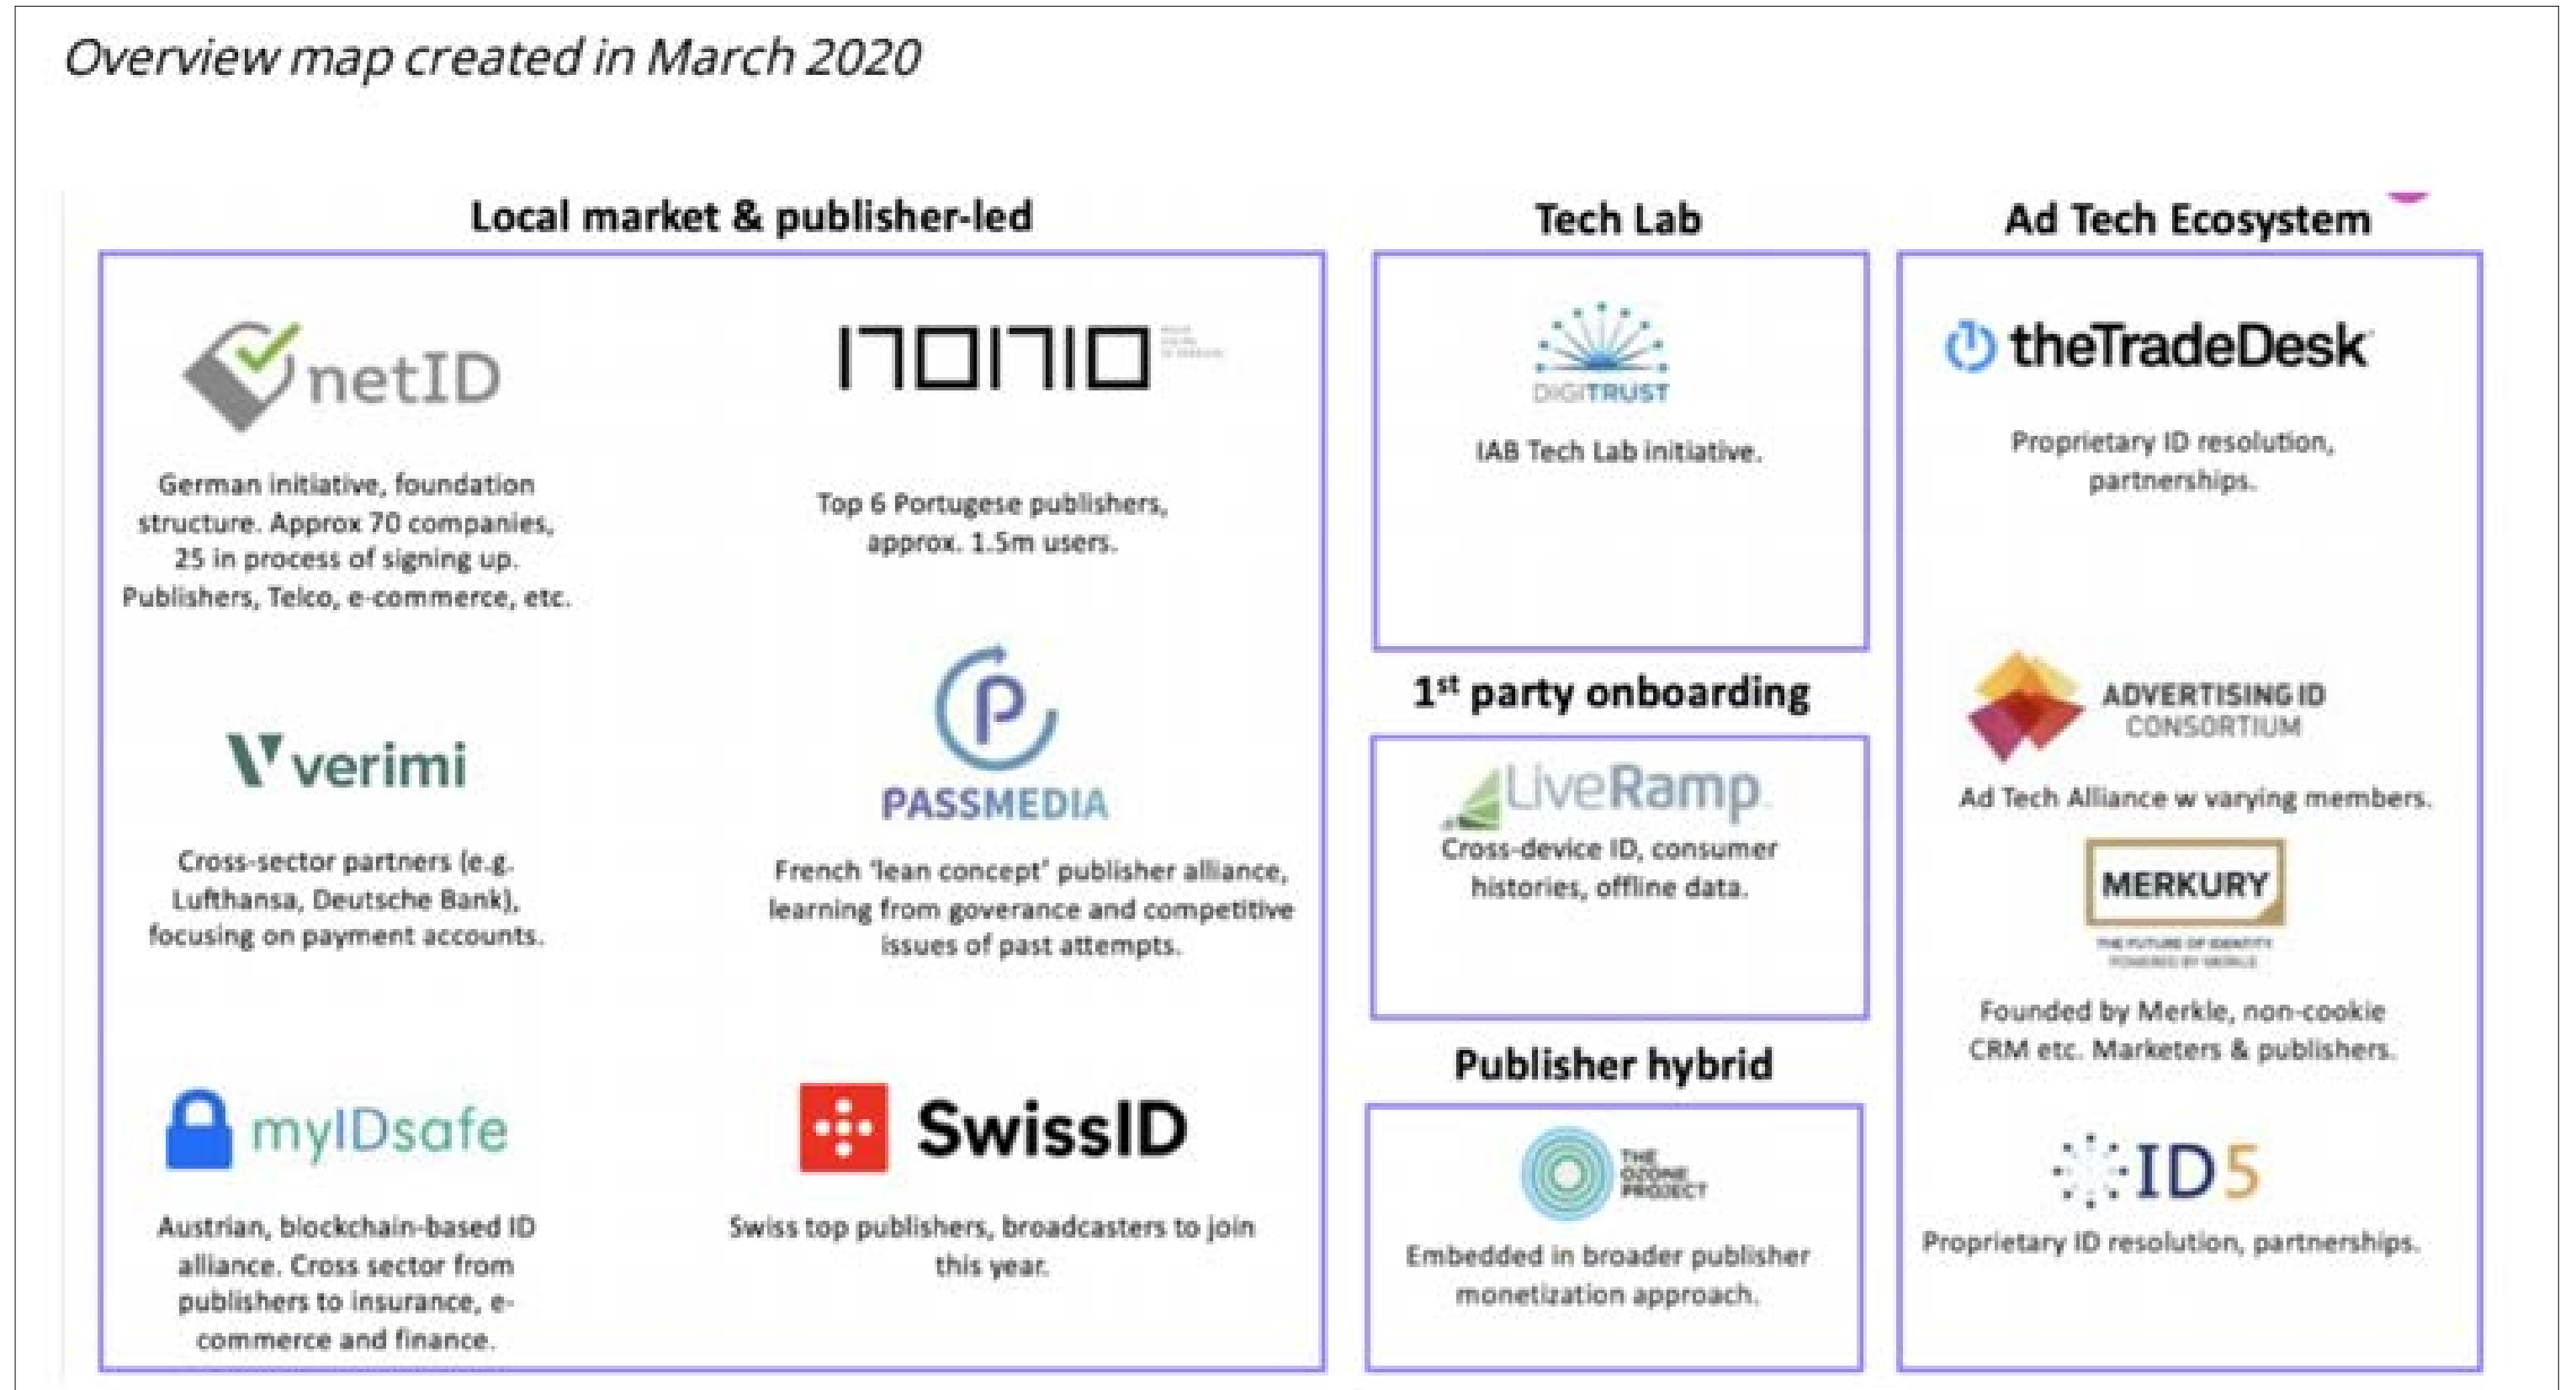 Overview map created in March 2020
Local market & publisher-led
netID
German initiative, foundation
structure. Approx 70 companies,
25 in process of signing up.
Publishers, Telco, e-commerce, etc.
nonio
Top 6 Portugese publishers,
approx. 1.5m users.
verimi
Cross-sector partners (e.g.
Lufthansa, Deutsche Bank),
focusing on payment accounts.
P
PASSMEDIA
French ‘lean concept’ publisher alliance,
learning from goverance and competitive
issues of past attempts.
myIDsafe
Austrian, blockchain-based ID
alliance. Cross sector from
publishers to insurance, e-
commerce and finance.
SwissID
Swiss top publishers, broadcasters to join
this year.
Tech Lab
DIGITRUST
IAB Tech Lab initiative.
1st party onboarding
LiveRamp
Cross-device ID, consumer
histories, offline data.
Publisher hybrid
THE
OZONE
PROJECT
Embedded in broader publisher
monetization approach.
Ad Tech Ecosystem
theTradeDesk
Proprietary ID resolution,
partnerships.
ADVERTISING ID
CONSORTIUM
Ad Tech Alliance w varying members.
MERKURY
THE FUTURE OF IDENTITY
POWERED BY MERKLE
Founded by Merkle, non-cookie
CRM etc. Marketers & publishers.
ID5
Proprietary ID resolution, partnerships.